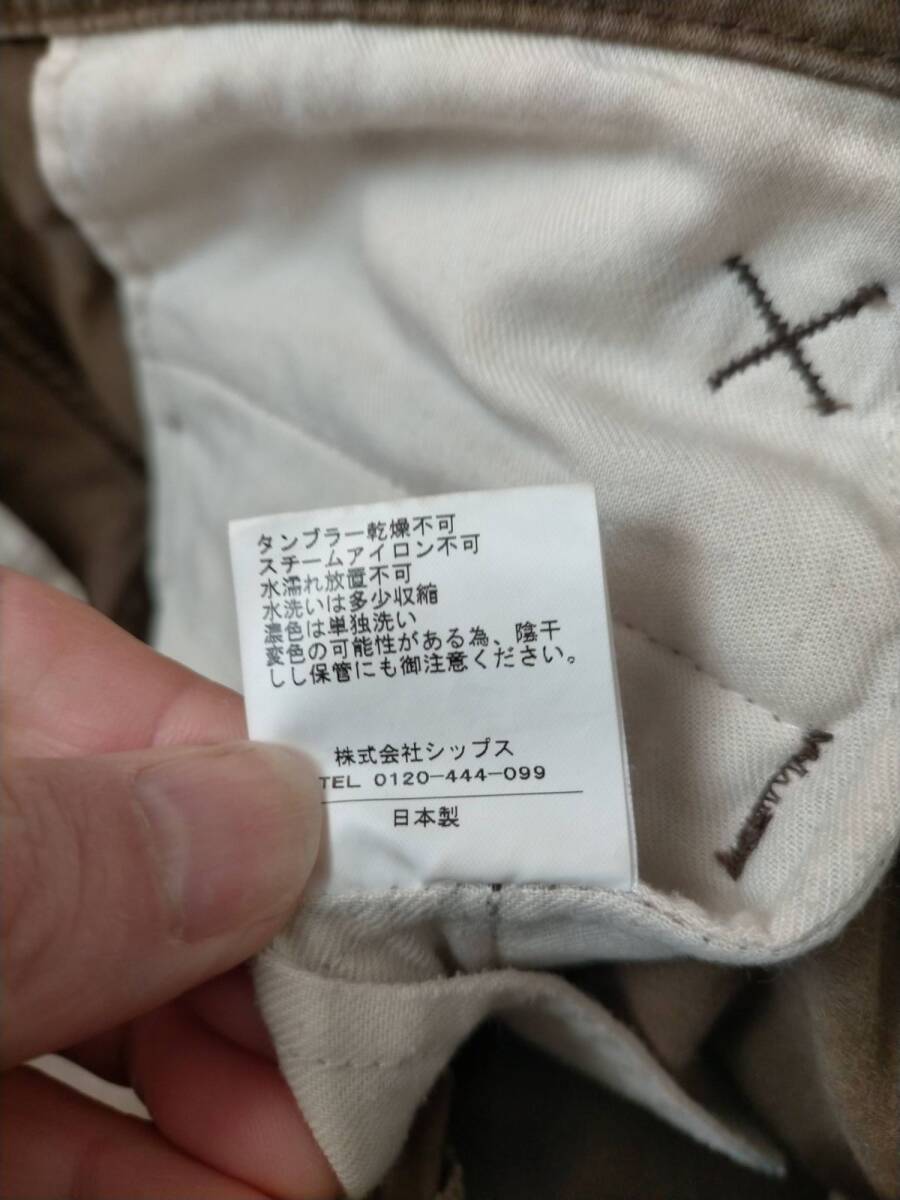 タンブラー乾燥不可
スチームアイロン不可
水濡れ放置不可
水洗いは多少収縮
濃色は単独洗い
変色の可能性がある為、陰干
しし保管にも御注意ください。
株式会社シップス
TEL 0120-444-099
日本製